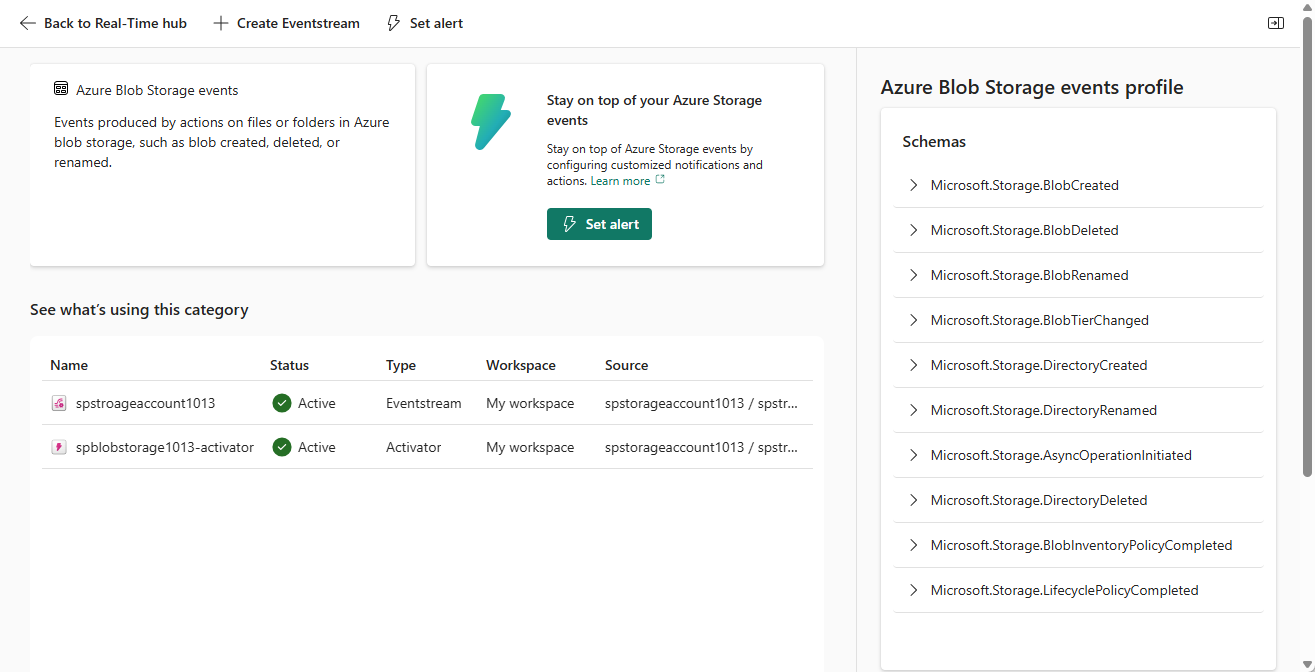 Back to Real-Time hub
Create Eventstream
Set alert
Azure Blob Storage events
Events produced by actions on files or folders in Azure
blob storage, such as blob created, deleted, or
renamed.
Stay on top of your Azure Storage
events
Stay on top of Azure Storage events by
configuring customized notifications and
actions. Learn more
Set alert
See what's using this category
Name Status Type Workspace Source
spstroageaccount1013 Active Eventstream My workspace spstorageaccount1013 / spstr...
spblobstorage1013-activator Active Activator My workspace spstorageaccount1013 / spstr...
Azure Blob Storage events profile
Schemas
Microsoft.Storage.BlobCreated
Microsoft.Storage.BlobDeleted
Microsoft.Storage.BlobRenamed
Microsoft.Storage.BlobTierChanged
Microsoft.Storage.DirectoryCreated
Microsoft.Storage.DirectoryRenamed
Microsoft.Storage.AsyncOperationInitiated
Microsoft.Storage.DirectoryDeleted
Microsoft.Storage.BlobInventoryPolicyCompleted
Microsoft.Storage.LifecyclePolicyCompleted